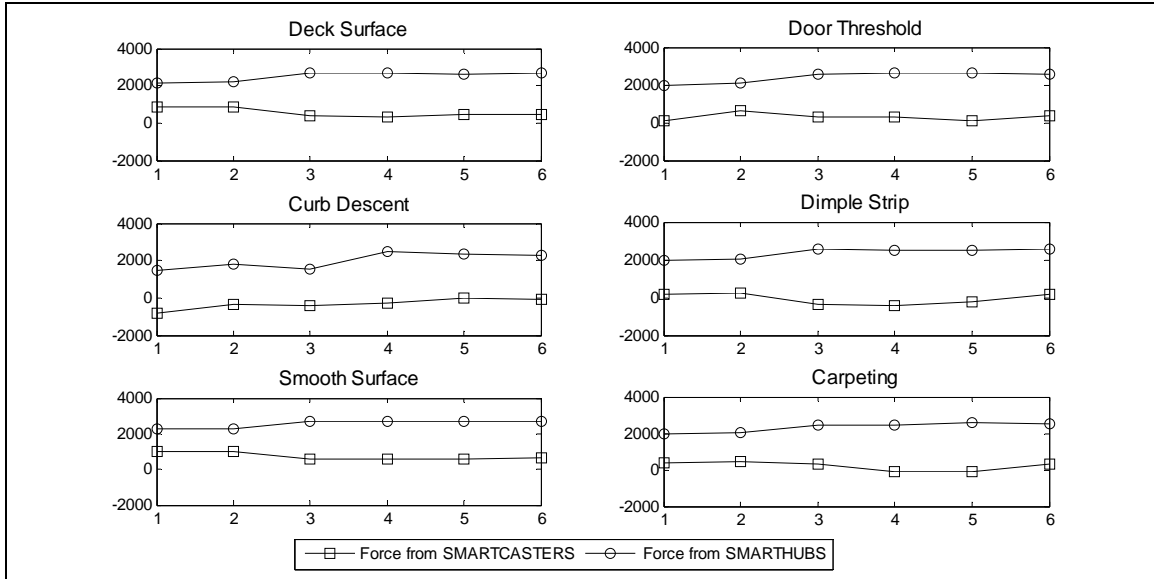 Deck Surface
4000
2000
0
-2000
1 2 3 4 5 6
Door Threshold
4000
2000
0
-2000
1 2 3 4 5 6
Curb Descent
4000
2000
0
-2000
1 2 3 4 5 6
Dimple Strip
4000
2000
0
-2000
1 2 3 4 5 6
Smooth Surface
4000
2000
0
-2000
1 2 3 4 5 6
Carpeting
4000
2000
0
-2000
1 2 3 4 5 6
Force from SMARTCASTERS Force from SMARTHUBS